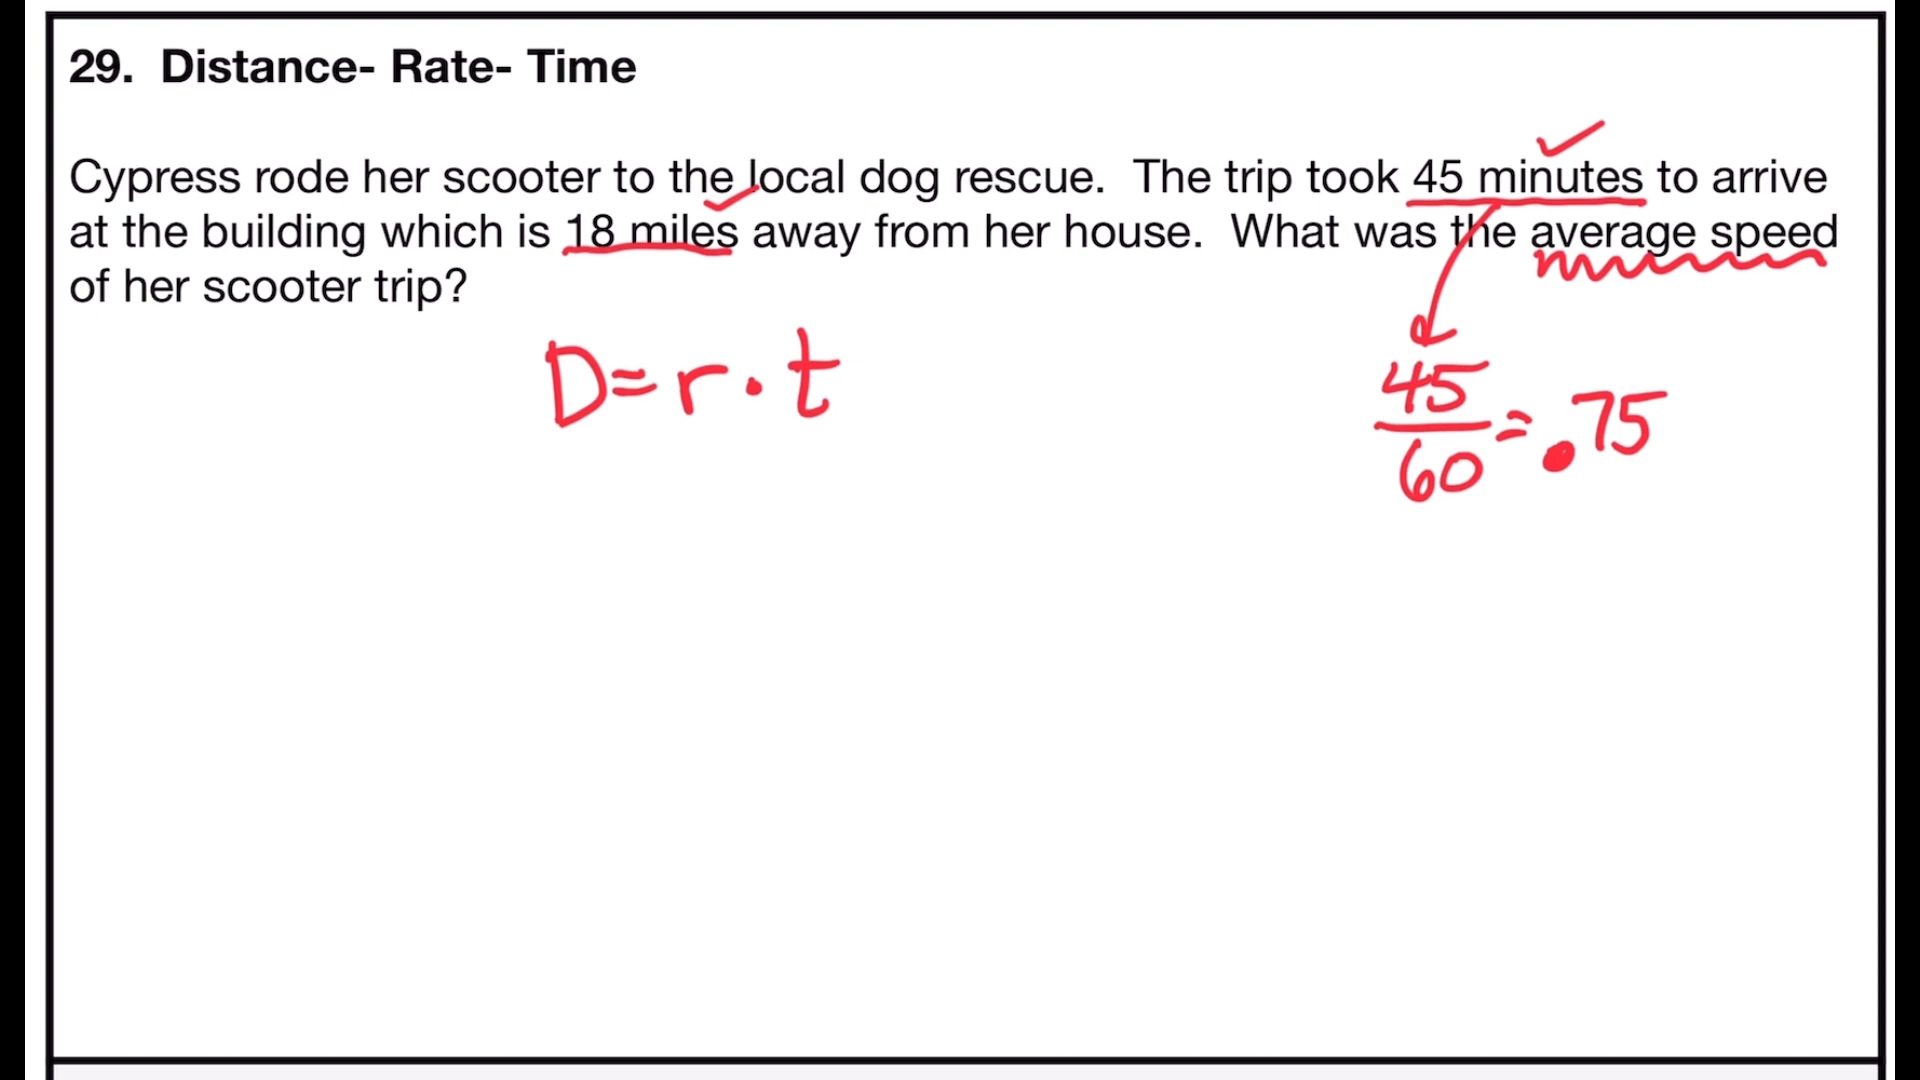 29. Distance- Rate- Time
Cypress rode her scooter to the local dog rescue. The trip took 45 minutes to arrive
at the building which is 18 miles away from her house. What was the average speed
of her scooter trip?
D=r·t
45/60=.75